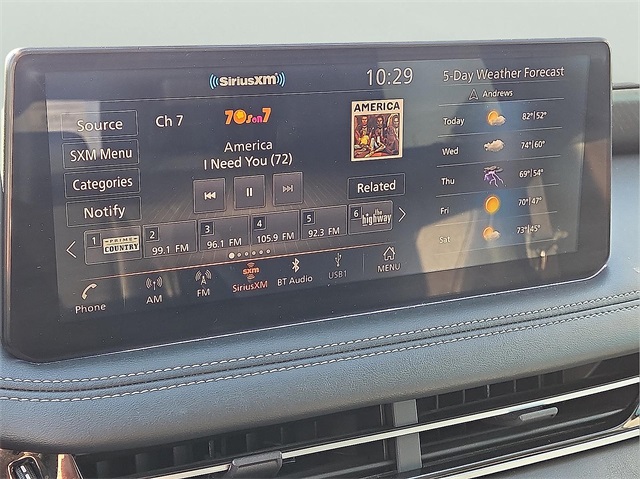 SiriusXM
10:29
5-Day Weather Forecast
Andrews
Source
Ch 7
70s on 7
AMERICA
Today 82° 52°
America
I Need You (72)
SXM Menu
Wed 74° 60°
Categories
Related
Thu 69° 54°
Notify
Fri 70° 47°
1 PRIME COUNTRY
2 99.1 FM
3 96.1 FM
4 105.9 FM
5 92.3 FM
6 the highway
Sat 73° 45°
Phone
AM
FM
sxm
SiriusXM
BT Audio
USB1
MENU